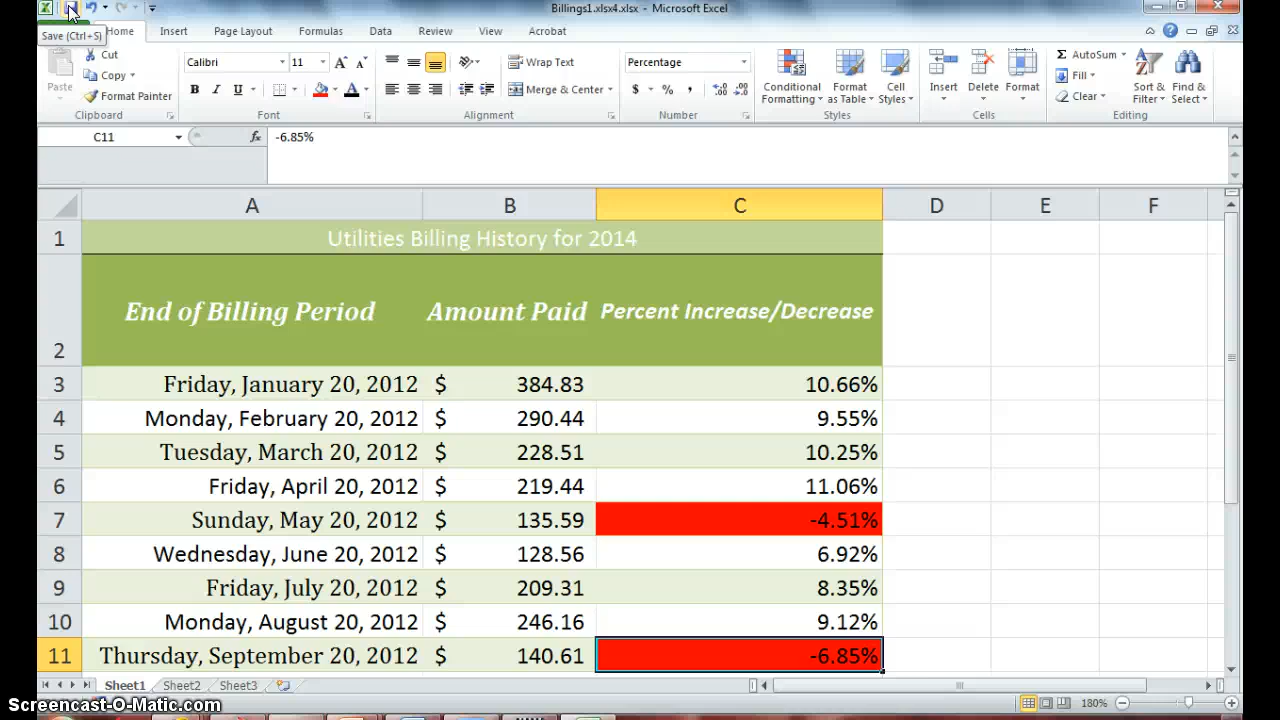 Billings1.xlsx4.xlsx - Microsoft Excel
Save (Ctrl+S)
Home Insert Page Layout Formulas Data Review View Acrobat
Paste
Cut
Copy
Format Painter
Clipboard
Calibri 11
B I U
Font
Wrap Text
Merge & Center
Alignment
Percentage
$ % ,
Number
Conditional Formatting
Format as Table
Cell Styles
Styles
Insert Delete Format
Cells
Σ AutoSum
Fill
Clear
Sort & Filter
Find & Select
Editing
C11 fx -6.85%
A B C D E F
1 Utilities Billing History for 2014
2 End of Billing Period Amount Paid Percent Increase/Decrease
3 Friday, January 20, 2012 $ 384.83 10.66%
4 Monday, February 20, 2012 $ 290.44 9.55%
5 Tuesday, March 20, 2012 $ 228.51 10.25%
6 Friday, April 20, 2012 $ 219.44 11.06%
7 Sunday, May 20, 2012 $ 135.59 -4.51%
8 Wednesday, June 20, 2012 $ 128.56 6.92%
9 Friday, July 20, 2012 $ 209.31 8.35%
10 Monday, August 20, 2012 $ 246.16 9.12%
11 Thursday, September 20, 2012 $ 140.61 -6.85%
Sheet1 Sheet2 Sheet3
180%
Screencast-O-Matic.com